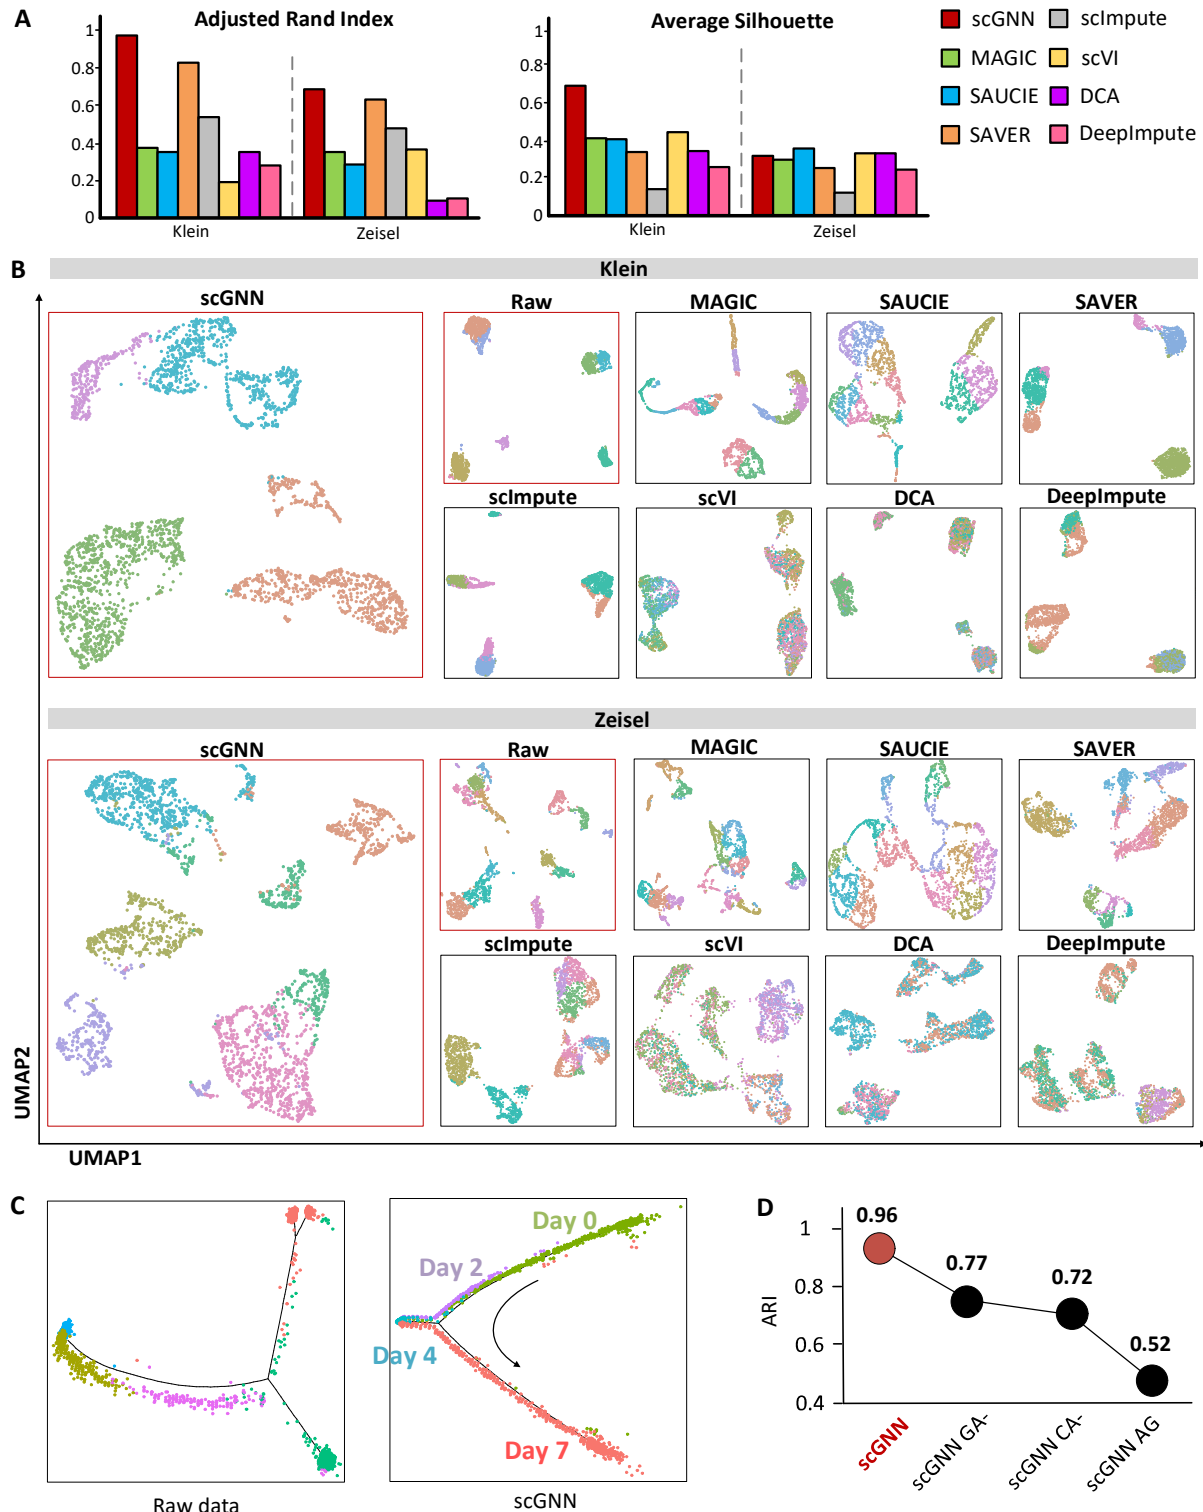 A
Adjusted Rand Index
1
0.8
0.6
0.4
0.2
0
Klein
Zeisel
Average Silhouette
1
0.8
0.6
0.4
0.2
0
Klein
Zeisel
scGNN
scImpute
MAGIC
scVI
SAUCIE
DCA
SAVER
DeepImpute
B
Klein
scGNN
Raw
MAGIC
SAUCIE
SAVER
scImpute
scVI
DCA
DeepImpute
Zeisel
scGNN
Raw
MAGIC
SAUCIE
SAVER
scImpute
scVI
DCA
DeepImpute
UMAP2
UMAP1
C
Raw data
Day 0
Day 2
Day 4
Day 7
scGNN
D
ARI
1
0.8
0.6
0.4
0.96
0.77
0.72
0.52
scGNN
scGNN GA-
scGNN CA-
scGNN AG